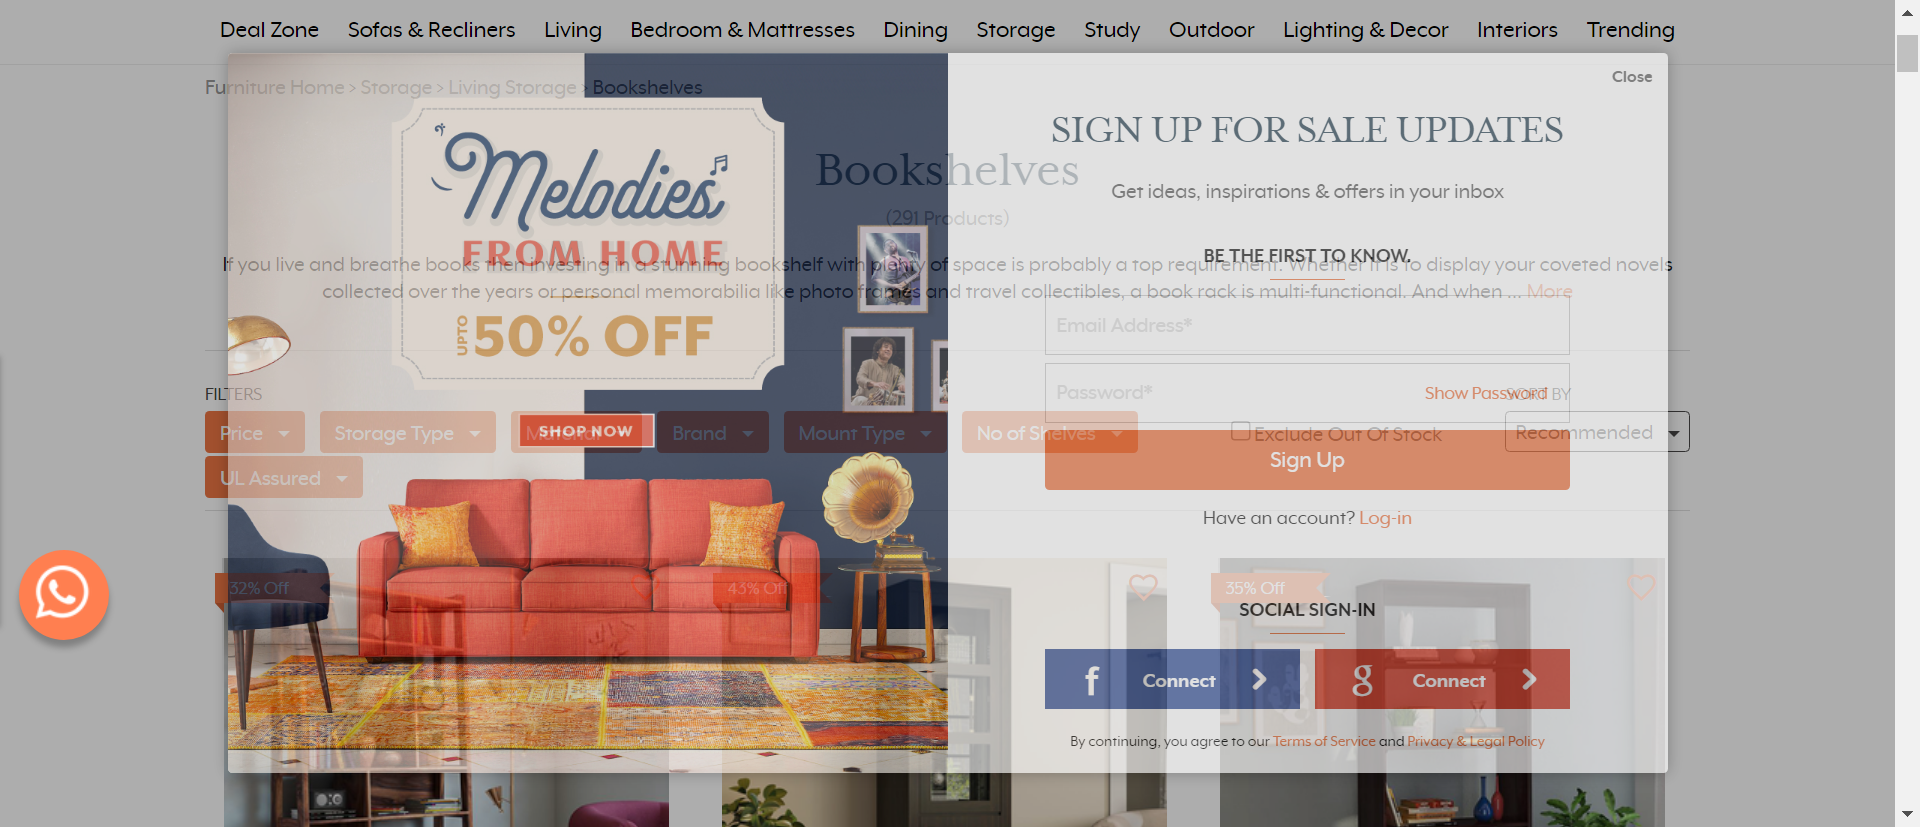 Deal Zone Sofas & Recliners Living Bedroom & Mattresses Dining Storage Study Outdoor Lighting & Decor Interiors Trending
Furniture Home > Storage > Living Storage > Bookshelves
Close
Melodies
FROM HOME
UPTO 50% OFF
SHOP NOW
Bookshelves
(291 Products)
If you live and breathe books then investing in a stunning bookshelf with plenty of space is probably a top requirement. Whether it is to display your coveted novels
collected over the years or personal memorabilia like photo frames and travel collectibles, a book rack is multi-functional. And when ... More
SIGN UP FOR SALE UPDATES
Get ideas, inspirations & offers in your inbox
BE THE FIRST TO KNOW.
Email Address*
Password* Show Password
Sign Up
Have an account? Log-in
SOCIAL SIGN-IN
f Connect
g Connect
By continuing, you agree to our Terms of Service and Privacy & Legal Policy
FILTERS
SORT BY
Price Storage Type Material Brand Mount Type No of Shelves Exclude Out Of Stock Recommended
UL Assured
32% Off 43% Off 35% Off